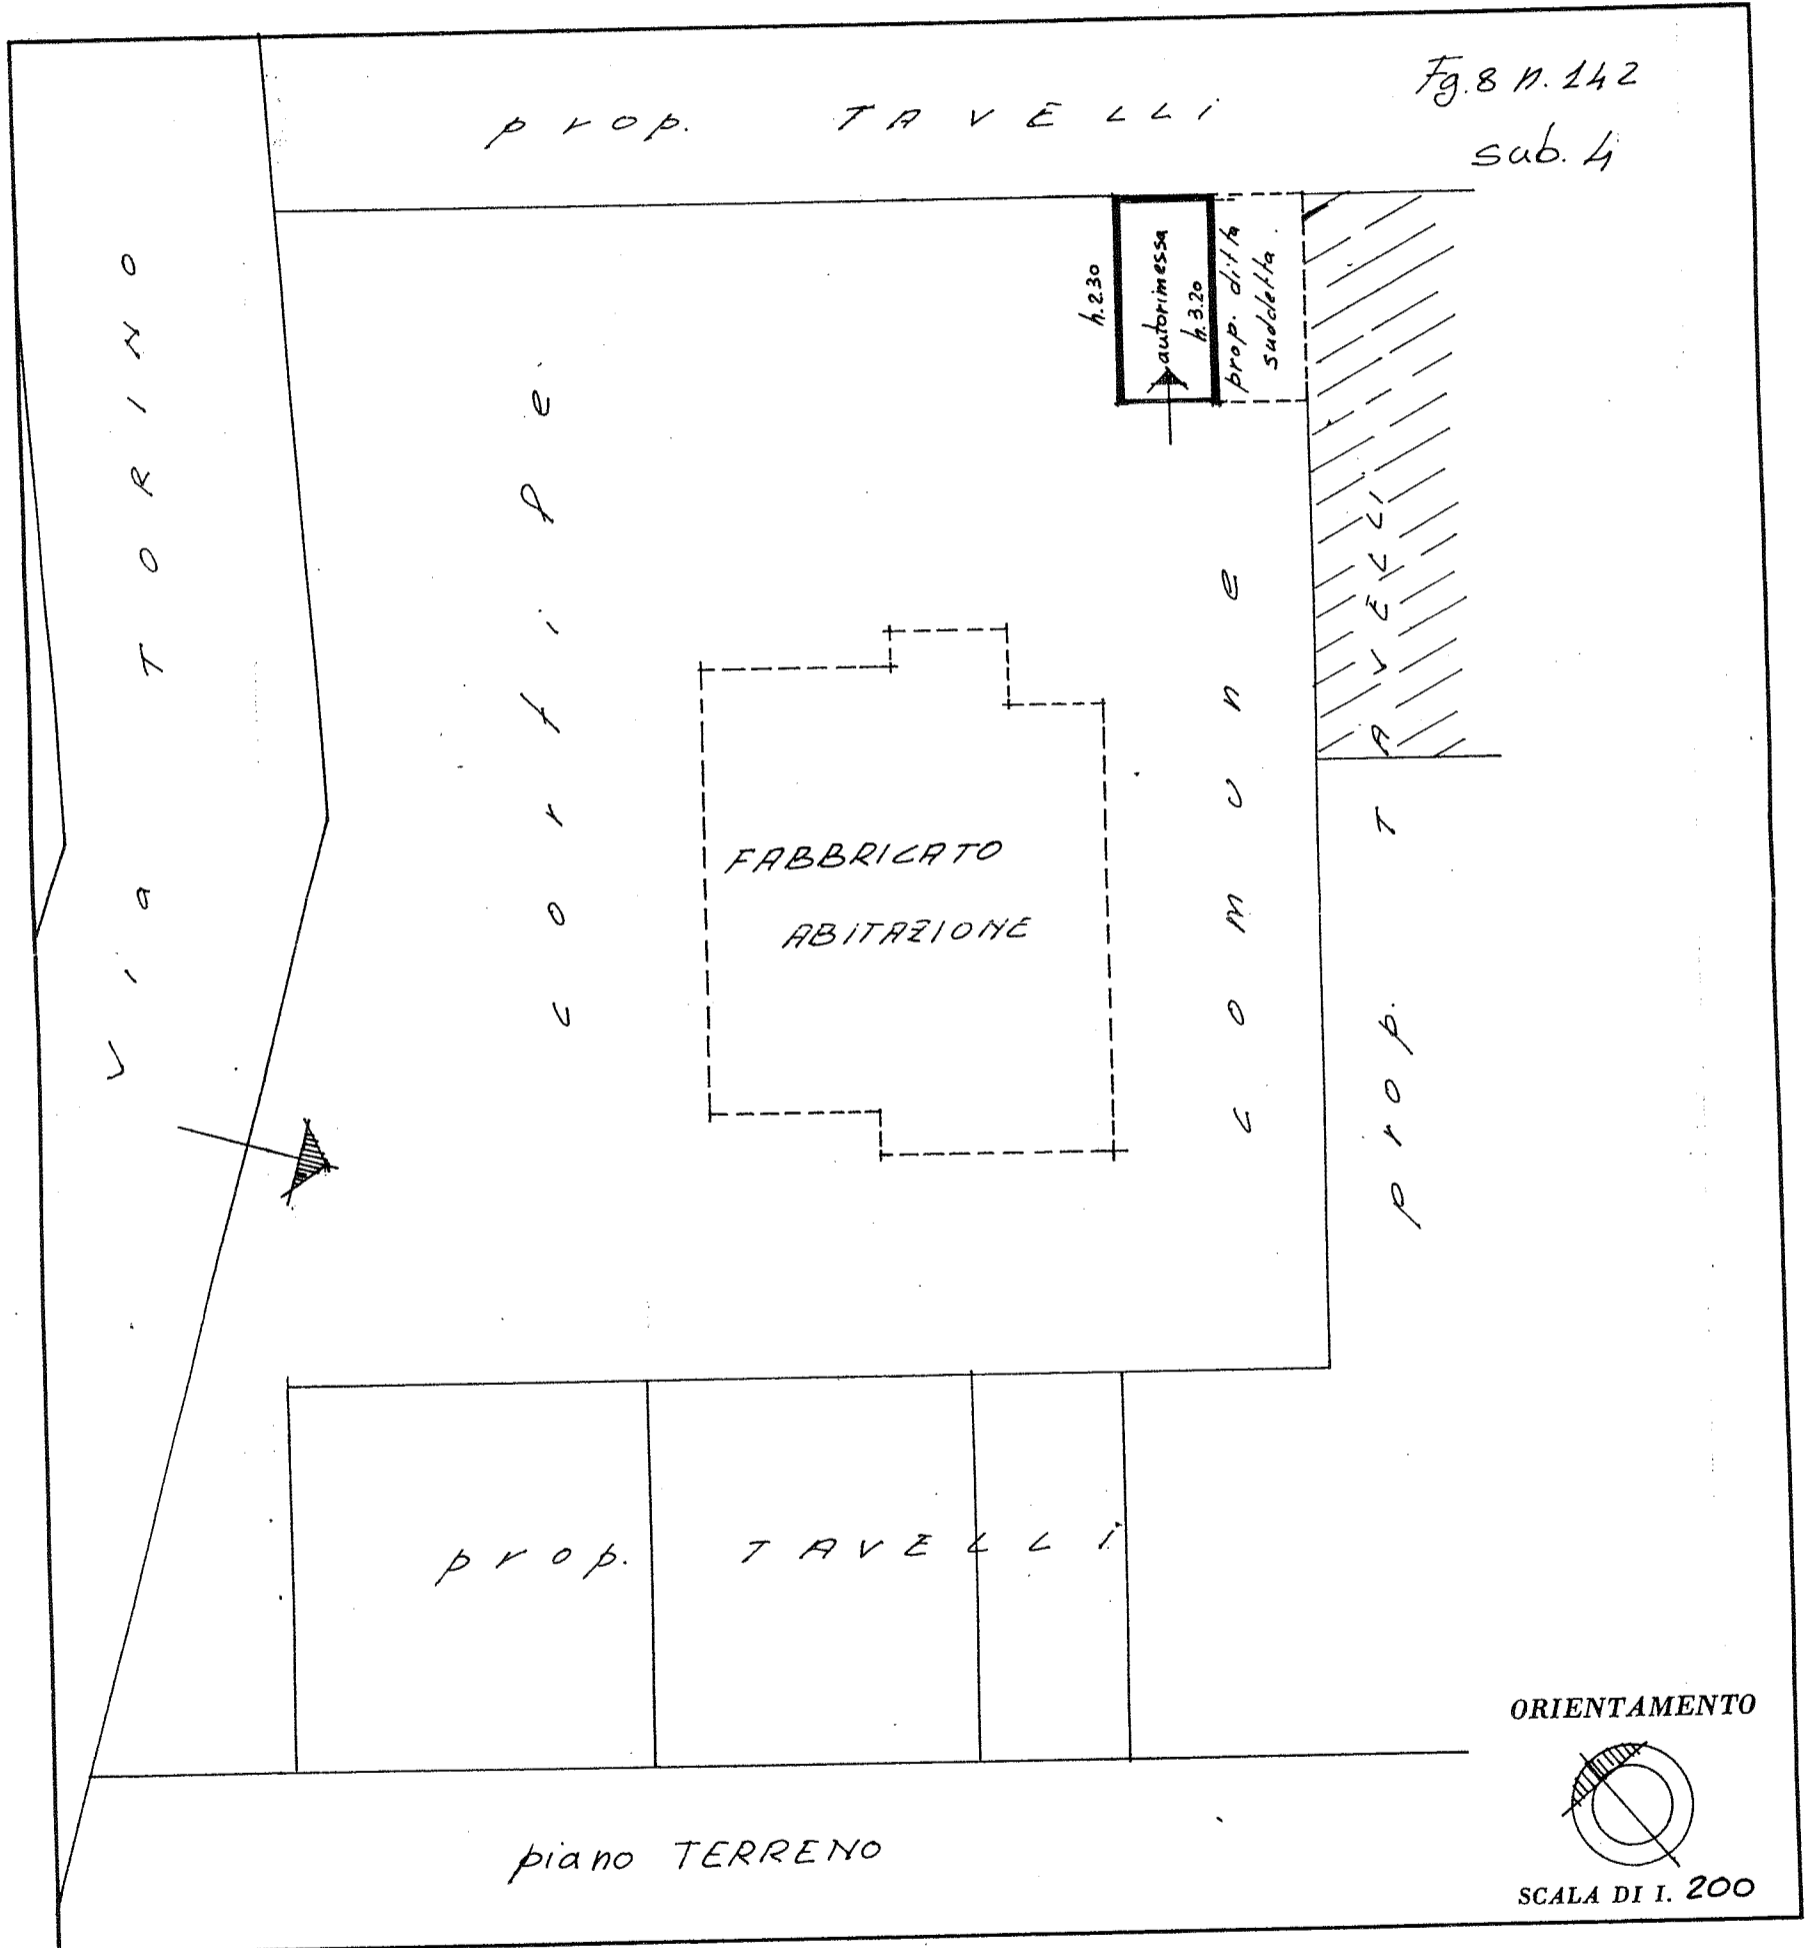 Fg. 8 n. 142
sub. 4
prop. TAVELLi
h. 2.30
autorimessa
h. 3.20
prop. ditta
suddetta.
via TORINO
cortile
comune
FABBRICATO
ABITAZIONE
prop. TAVELLI
prop. TAVELLi
piano TERRENO
ORIENTAMENTO
SCALA DI I. 200